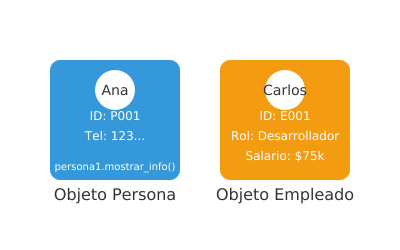 Ana
ID: P001
Tel: 123...
persona1.mostrar_info()
Objeto Persona
Carlos
ID: E001
Rol: Desarrollador
Salario: $75k
Objeto Empleado